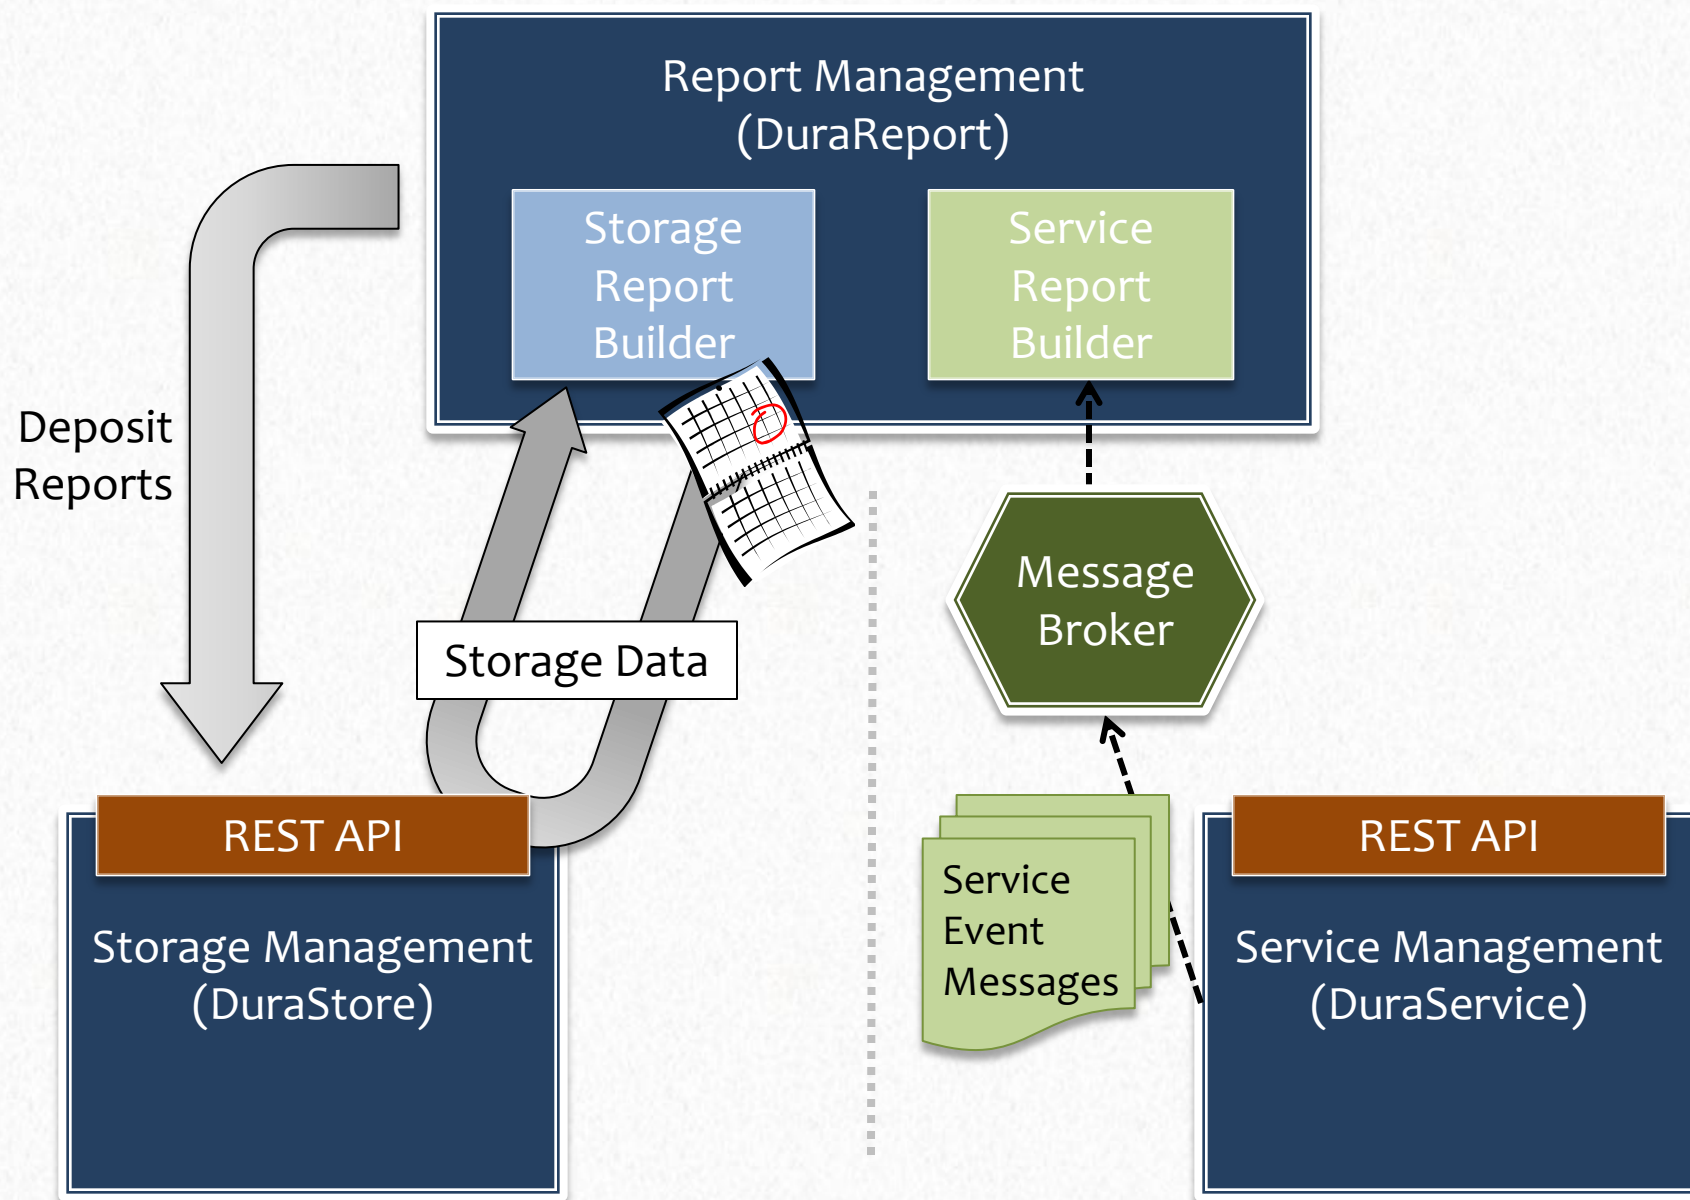 Report Management
(DuraReport)
Storage
Report
Builder
Service
Report
Builder
Deposit
Reports
Storage Data
Message
Broker
REST API
Storage Management
(DuraStore)
Service
Event
Messages
REST API
Service Management
(DuraService)